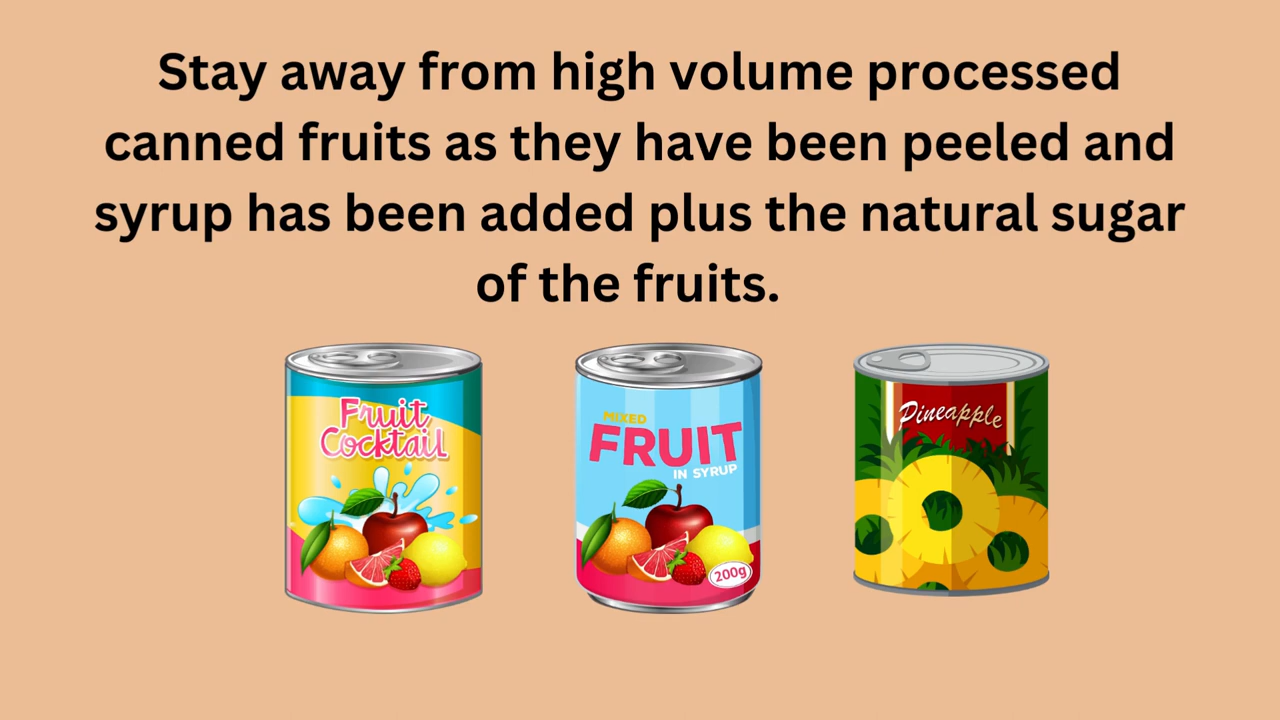 Stay away from high volume processed
canned fruits as they have been peeled and
syrup has been added plus the natural sugar
of the fruits.
Fruit
Cocktail
MIXED
FRUIT
IN SYRUP
200g
Pineapple